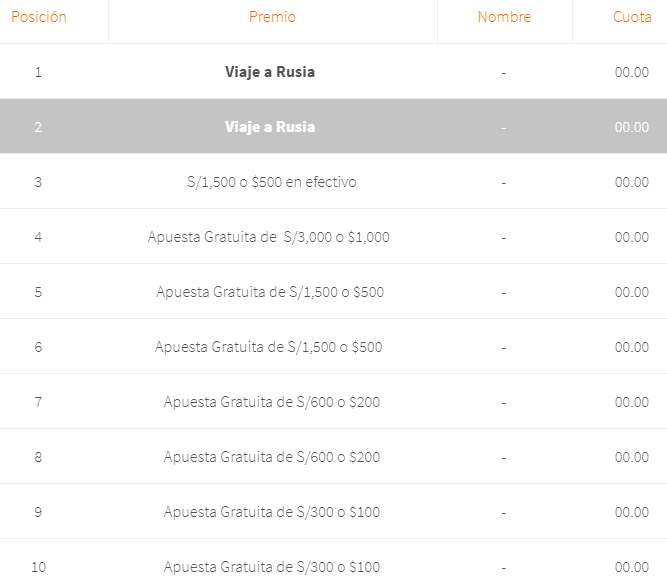 Posición Premio Nombre Cuota
1 Viaje a Rusia - 00.00
2 Viaje a Rusia - 00.00
3 S/1,500 o $500 en efectivo - 00.00
4 Apuesta Gratuita de S/3,000 o $1,000 - 00.00
5 Apuesta Gratuita de S/1,500 o $500 - 00.00
6 Apuesta Gratuita de S/1,500 o $500 - 00.00
7 Apuesta Gratuita de S/600 o $200 - 00.00
8 Apuesta Gratuita de S/600 o $200 - 00.00
9 Apuesta Gratuita de S/300 o $100 - 00.00
10 Apuesta Gratuita de S/300 o $100 - 00.00